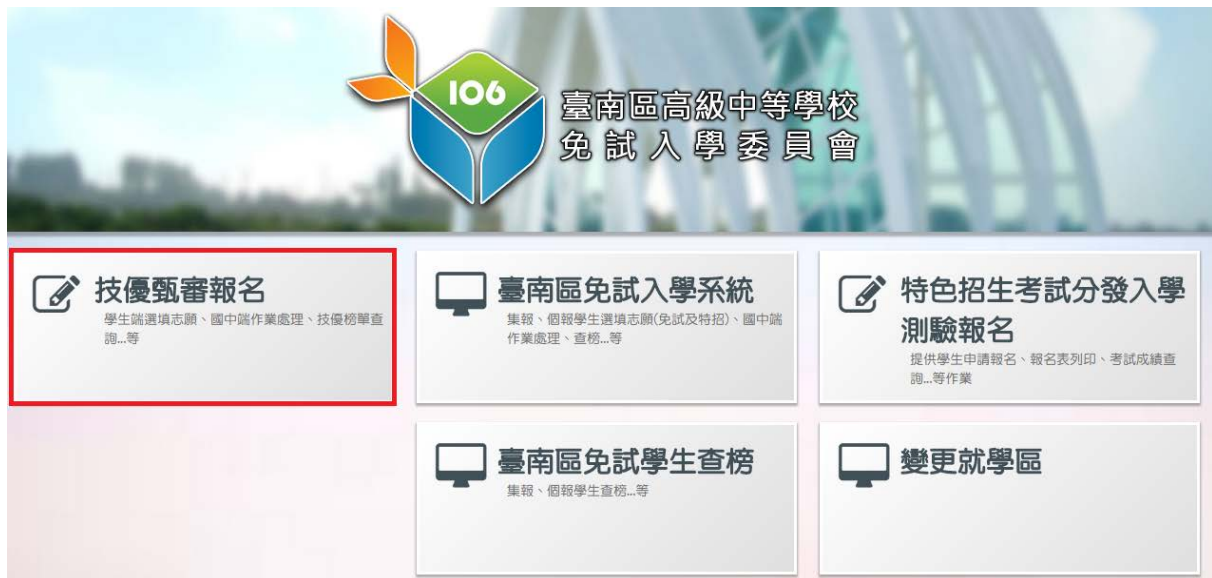 106
臺南區高級中等學校
免試入學委員會
技優甄審報名
學生端選填志願、國中端作業處理、技優榜單查
詢...等
臺南區免試入學系統
集報、個報學生選填志願(免試及特招)、國中端
作業處理、查榜...等
特色招生考試分發入學
測驗報名
提供學生申請報名、報名表列印、考試成績查
詢...等作業
臺南區免試學生查榜
集報、個報學生查榜...等
變更就學區